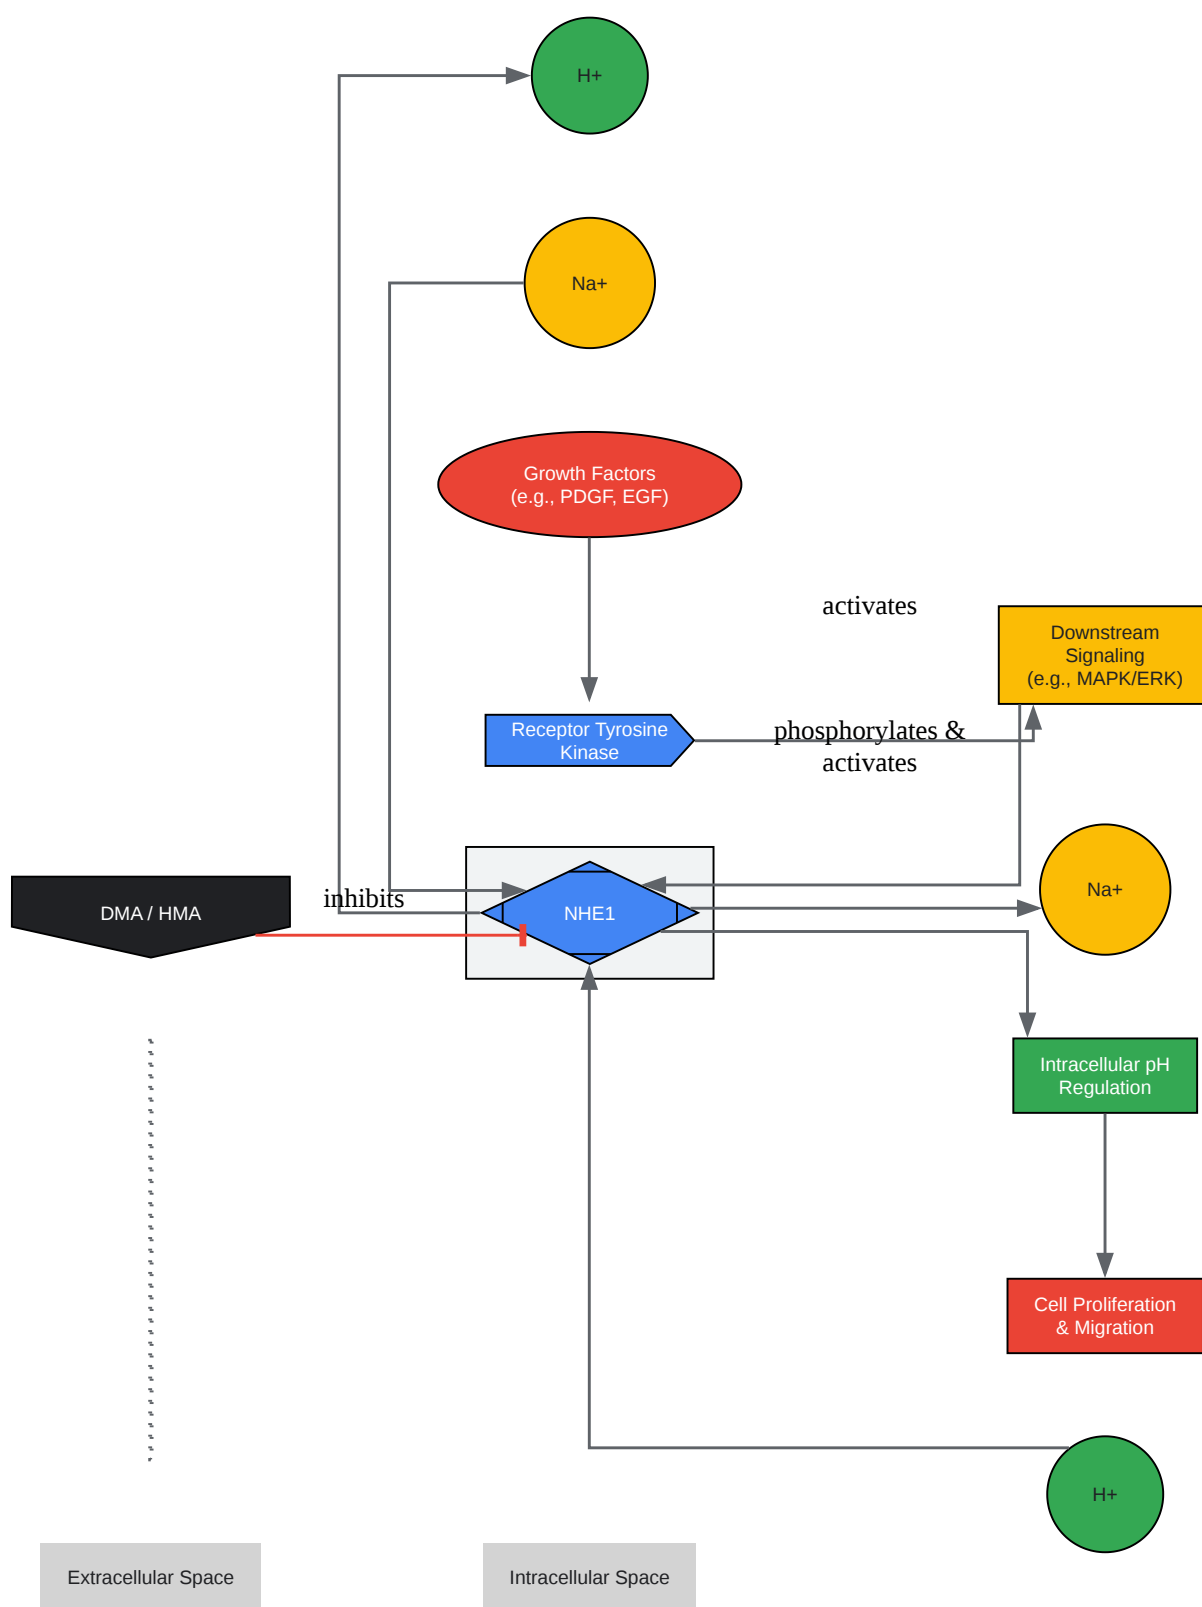 H+
Na+
Growth Factors
(e.g., PDGF, EGF)
activates
Downstream
Signaling
(e.g., MAPK/ERK)
Receptor Tyrosine
Kinase
phosphorylates &
activates
Na+
DMA / HMA
inhibits
NHE1
Intracellular pH
Regulation
Cell Proliferation
& Migration
H+
Extracellular Space
Intracellular Space